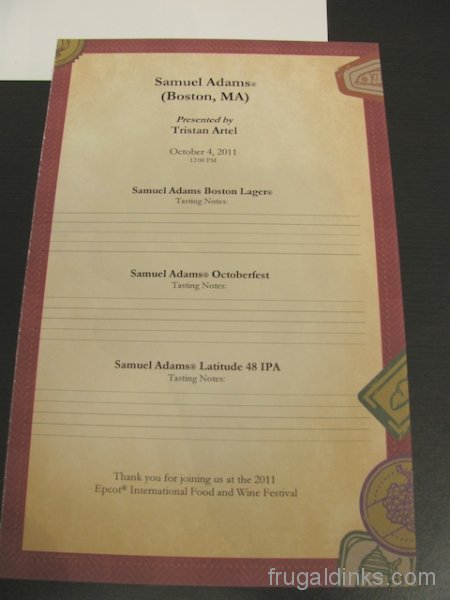 Samuel Adams®
(Boston, MA)
Presented by
Tristan Artel
October 4, 2011
12:00 PM
Samuel Adams Boston Lager®
Tasting Notes:
Samuel Adams® Octoberfest
Tasting Notes:
Samuel Adams® Latitude 48 IPA
Tasting Notes:
Thank you for joining us at the 2011
Epcot® International Food and Wine Festival
frugaldinks.com